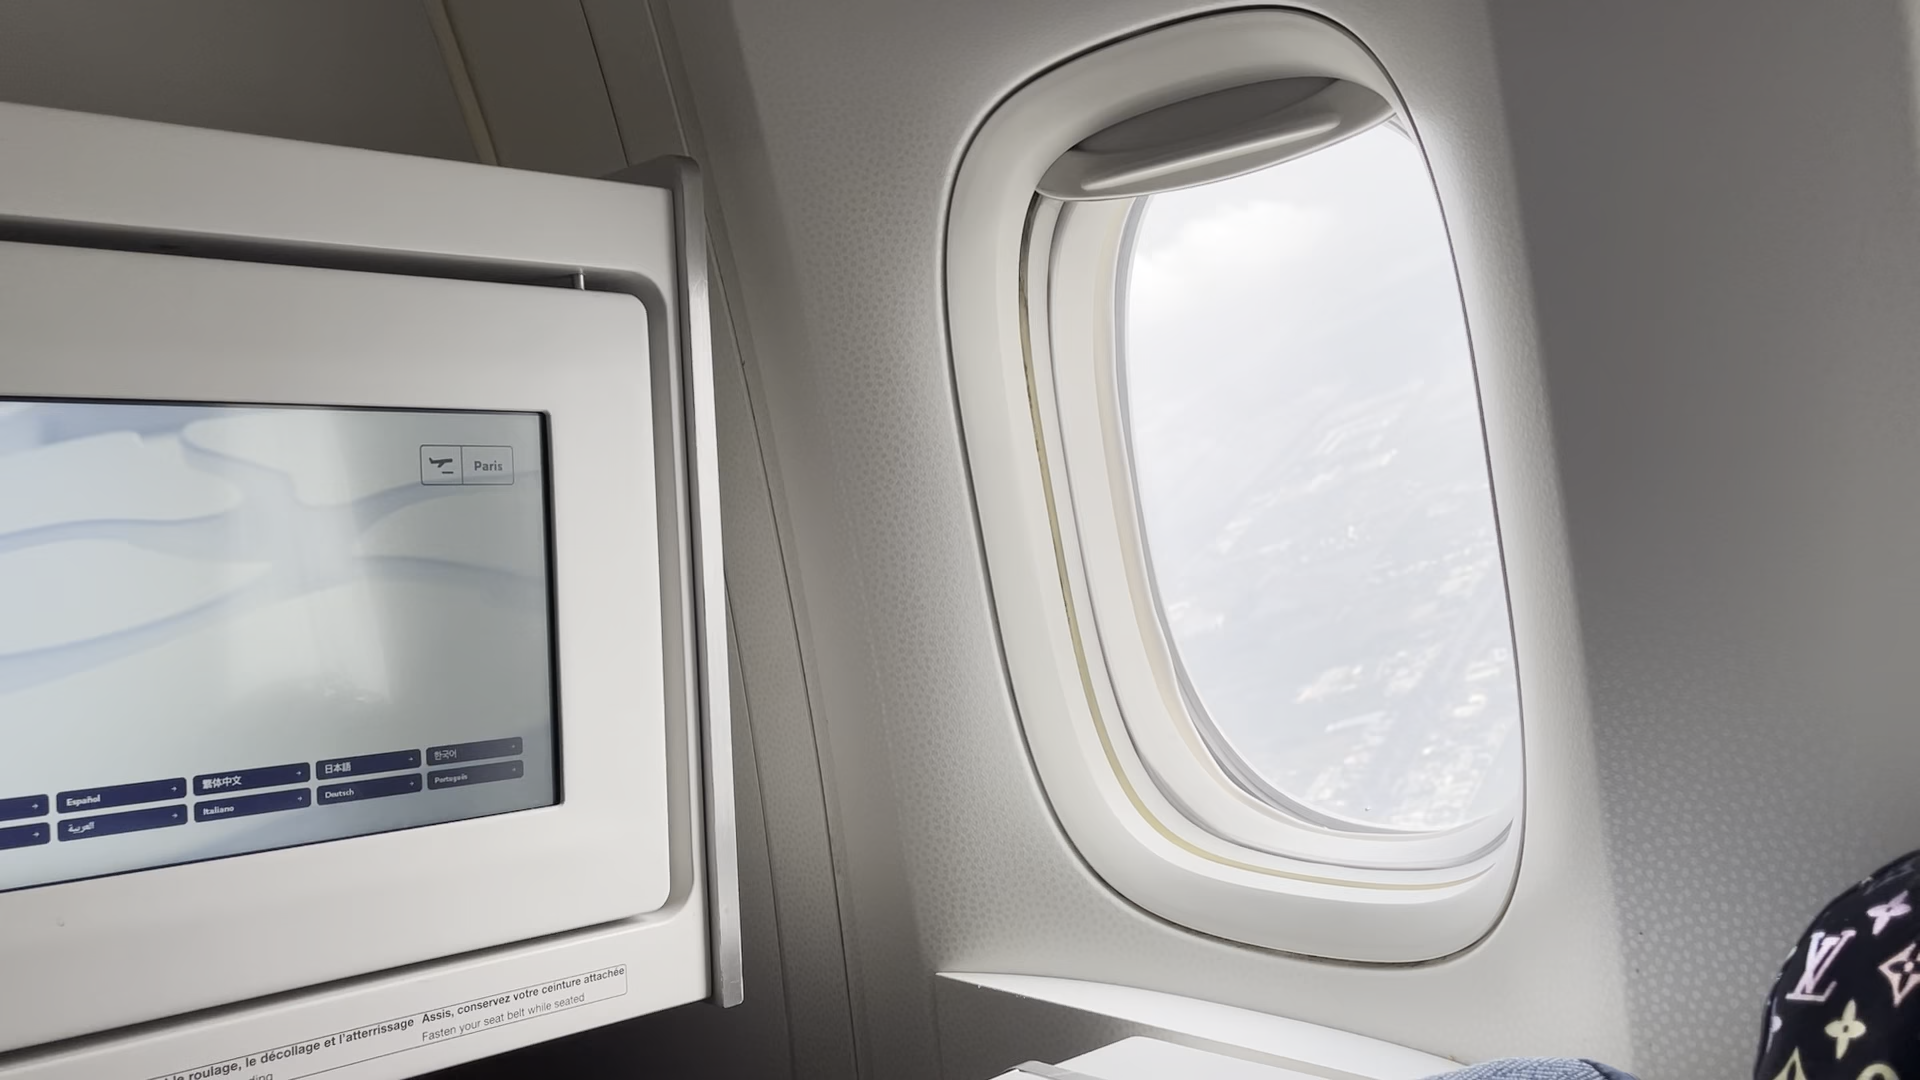 Paris
Español
繁体中文
日本語
한국어
العربية
Italiano
Deutsch
Português
le roulage, le décollage et l'atterrissage
Assis, conservez votre ceinture attachée
Fasten your seat belt while seated
LV